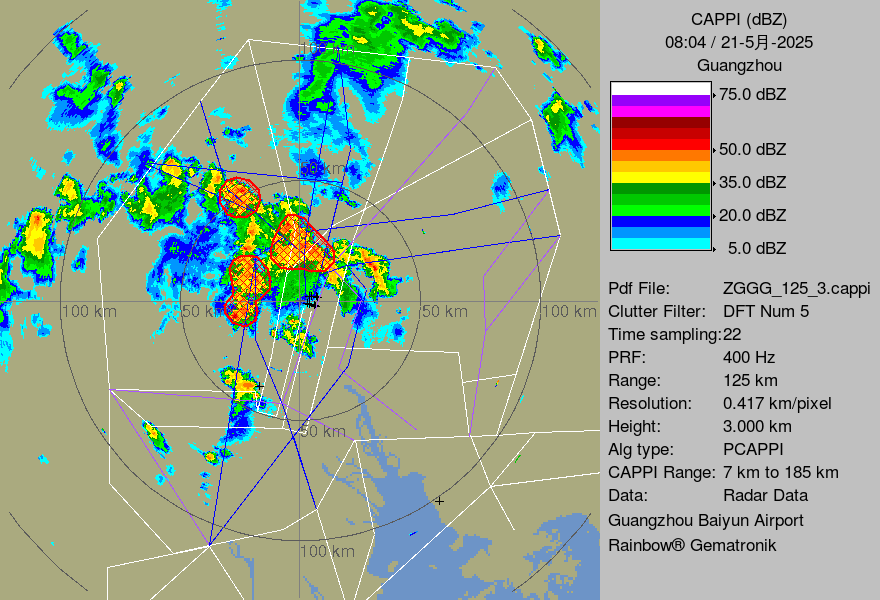 CAPPI (dBZ)
08:04 / 21-5月-2025
Guangzhou
75.0 dBZ
50.0 dBZ
35.0 dBZ
20.0 dBZ
5.0 dBZ
Pdf File: ZGGG_125_3.cappi
Clutter Filter: DFT Num 5
Time sampling:22
PRF: 400 Hz
Range: 125 km
Resolution: 0.417 km/pixel
Height: 3.000 km
Alg type: PCAPPI
CAPPI Range: 7 km to 185 km
Data: Radar Data
Guangzhou Baiyun Airport
Rainbow® Gematronik
100 km
50 km
50 km
100 km
50 km
100 km